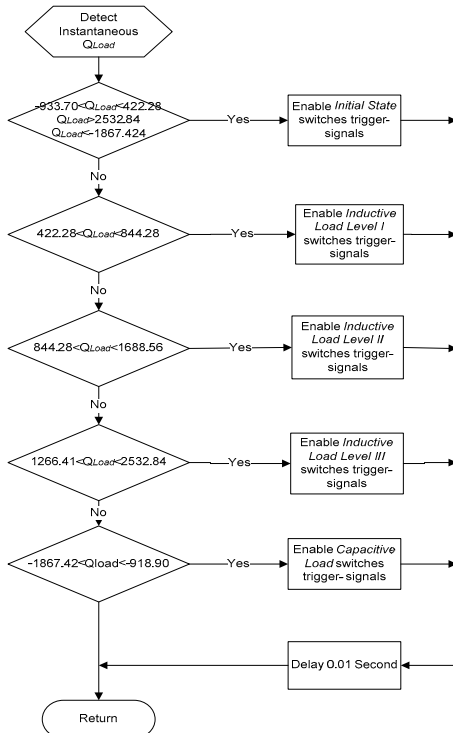 Detect
Instantaneous
QLoad
-933.70<QLoad<422.28
QLoad>2532.84
QLoad<-1867.424
Yes
Enable Initial State
switches trigger-
signals
No
422.28<QLoad<844.28
Yes
Enable Inductive
Load Level I
switches trigger-
signals
No
844.28<QLoad<1688.56
Yes
Enable Inductive
Load Level II
switches trigger-
signals
No
1266.41<QLoad<2532.84
Yes
Enable Inductive
Load Level III
switches trigger-
signals
No
-1867.42<Qload<-918.90
Yes
Enable Capacitive
Load switches
trigger-signals
Delay 0.01 Second
Return